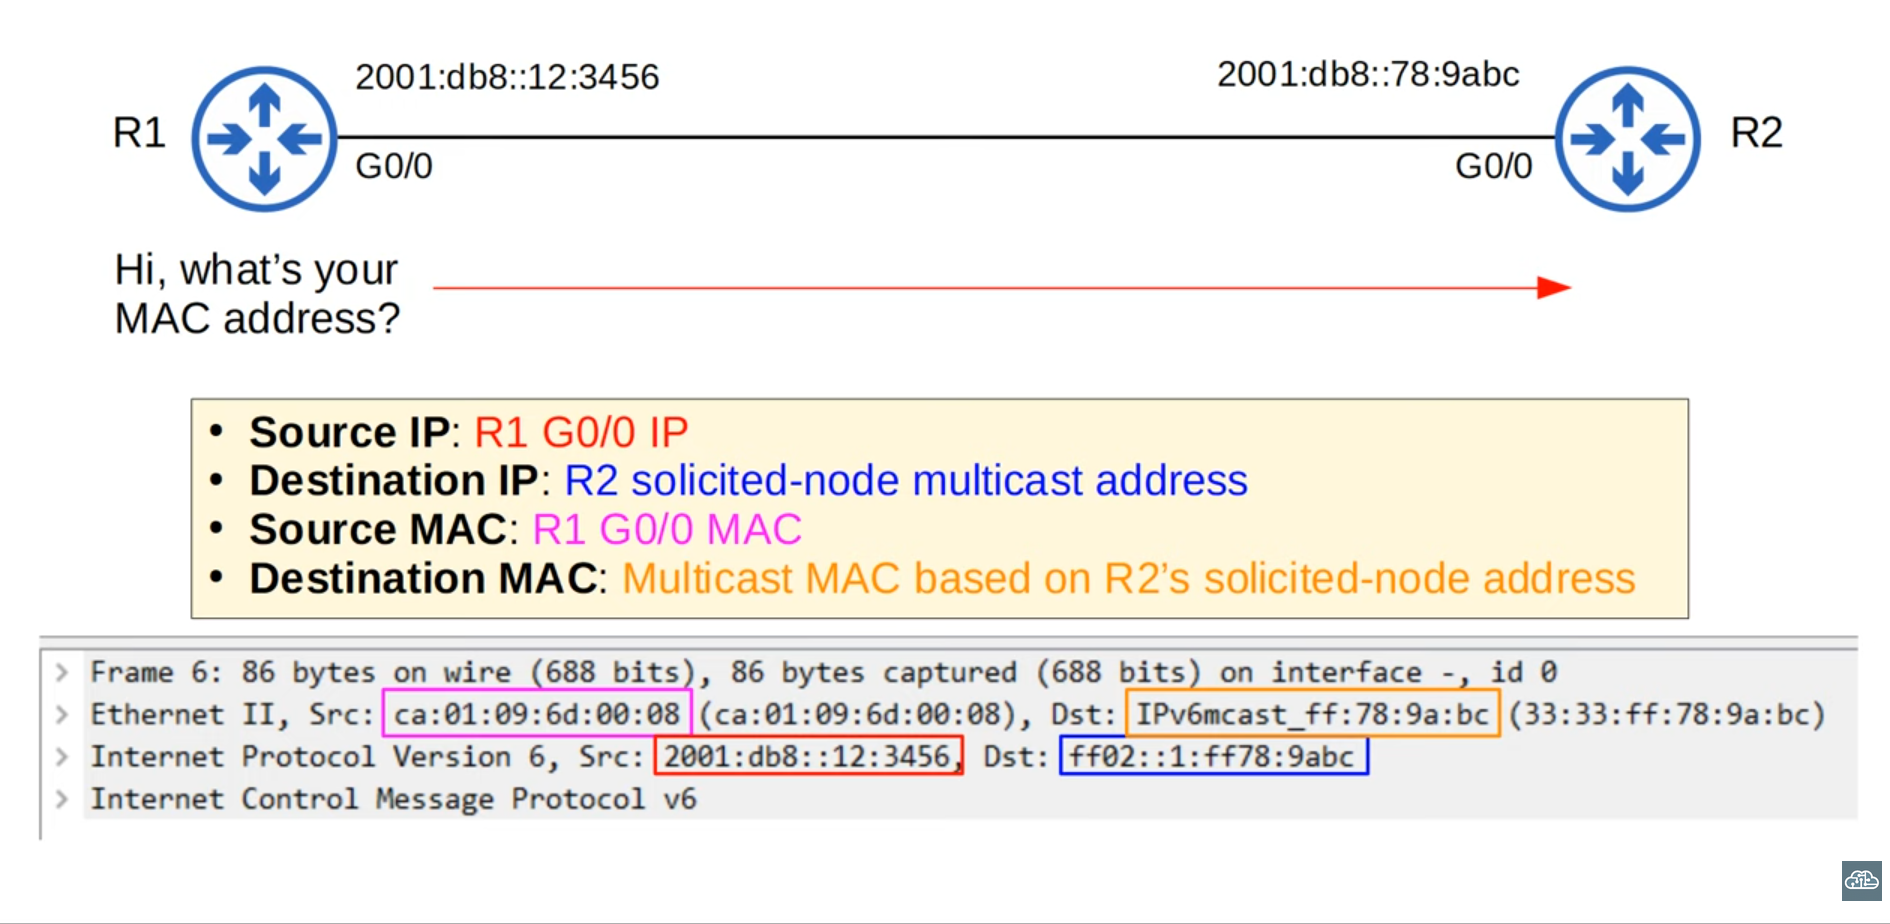 2001:db8::12:3456
2001:db8::78:9abc
R1
R2
G0/0
G0/0
Hi, what's your
MAC address?
• Source IP: R1 G0/0 IP
• Destination IP: R2 solicited-node multicast address
• Source MAC: R1 G0/0 MAC
• Destination MAC: Multicast MAC based on R2's solicited-node address
> Frame 6: 86 bytes on wire (688 bits), 86 bytes captured (688 bits) on interface -, id 0
> Ethernet II, Src: ca:01:09:6d:00:08 (ca:01:09:6d:00:08), Dst: IPv6mcast_ff:78:9a:bc (33:33:ff:78:9a:bc)
> Internet Protocol Version 6, Src: 2001:db8::12:3456, Dst: ff02::1:ff78:9abc
> Internet Control Message Protocol v6